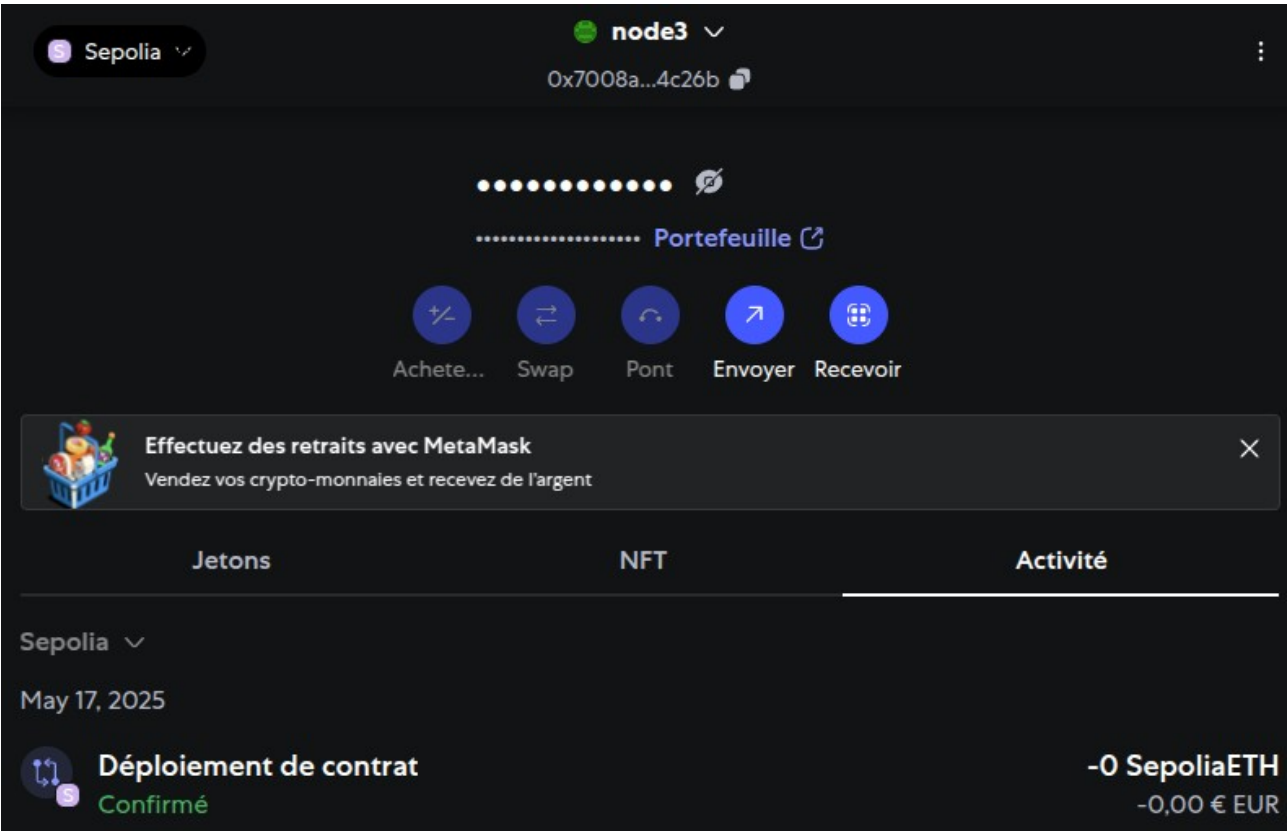 S Sepolia
node3
0x7008a...4c26b
••••••••••••
•••••••••••••••••••• Portefeuille
Achete... Swap Pont Envoyer Recevoir
Effectuez des retraits avec MetaMask
Vendez vos crypto-monnaies et recevez de l'argent
Jetons NFT Activité
Sepolia
May 17, 2025
Déploiement de contrat -0 SepoliaETH
S Confirmé -0,00 € EUR